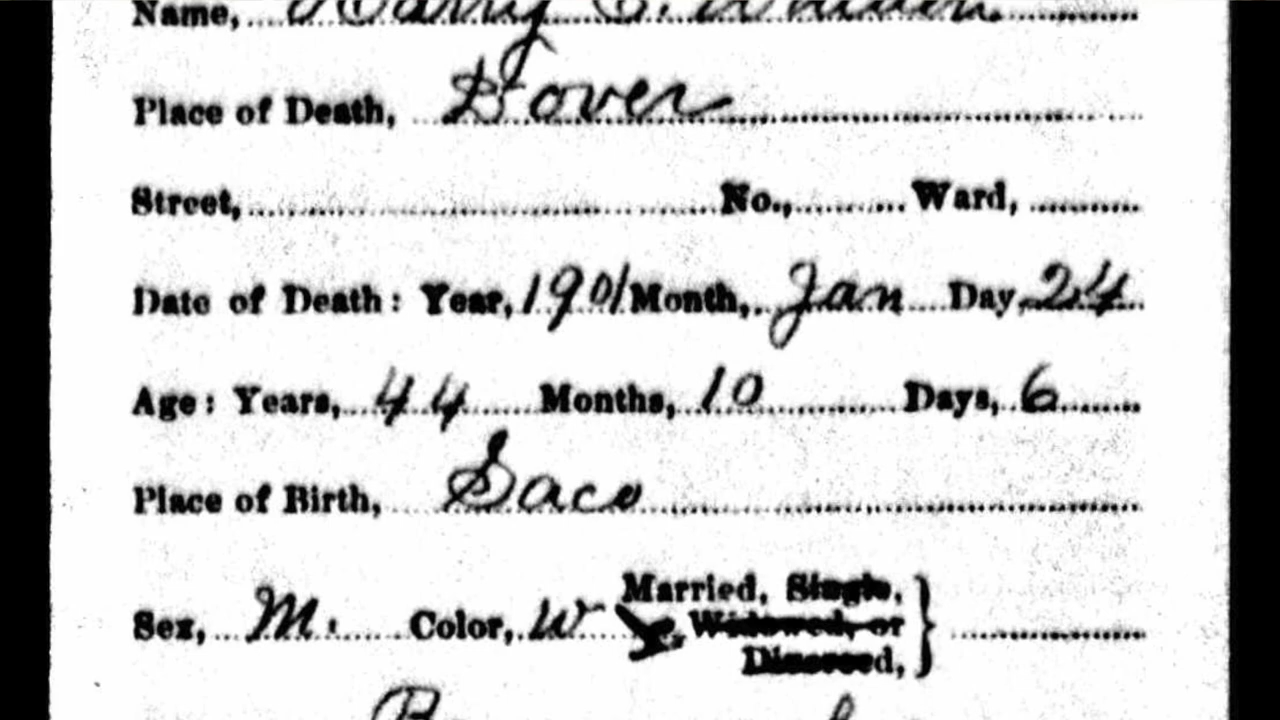 Name, Harry
Place of Death, Dover
Street, No., Ward,
Date of Death: Year, 1901 Month, Jan Day, 24
Age: Years, 44 Months, 10 Days, 6
Place of Birth, Saco
Married, Single,
Sex, M. Color, W Widowed, or
Divorced,